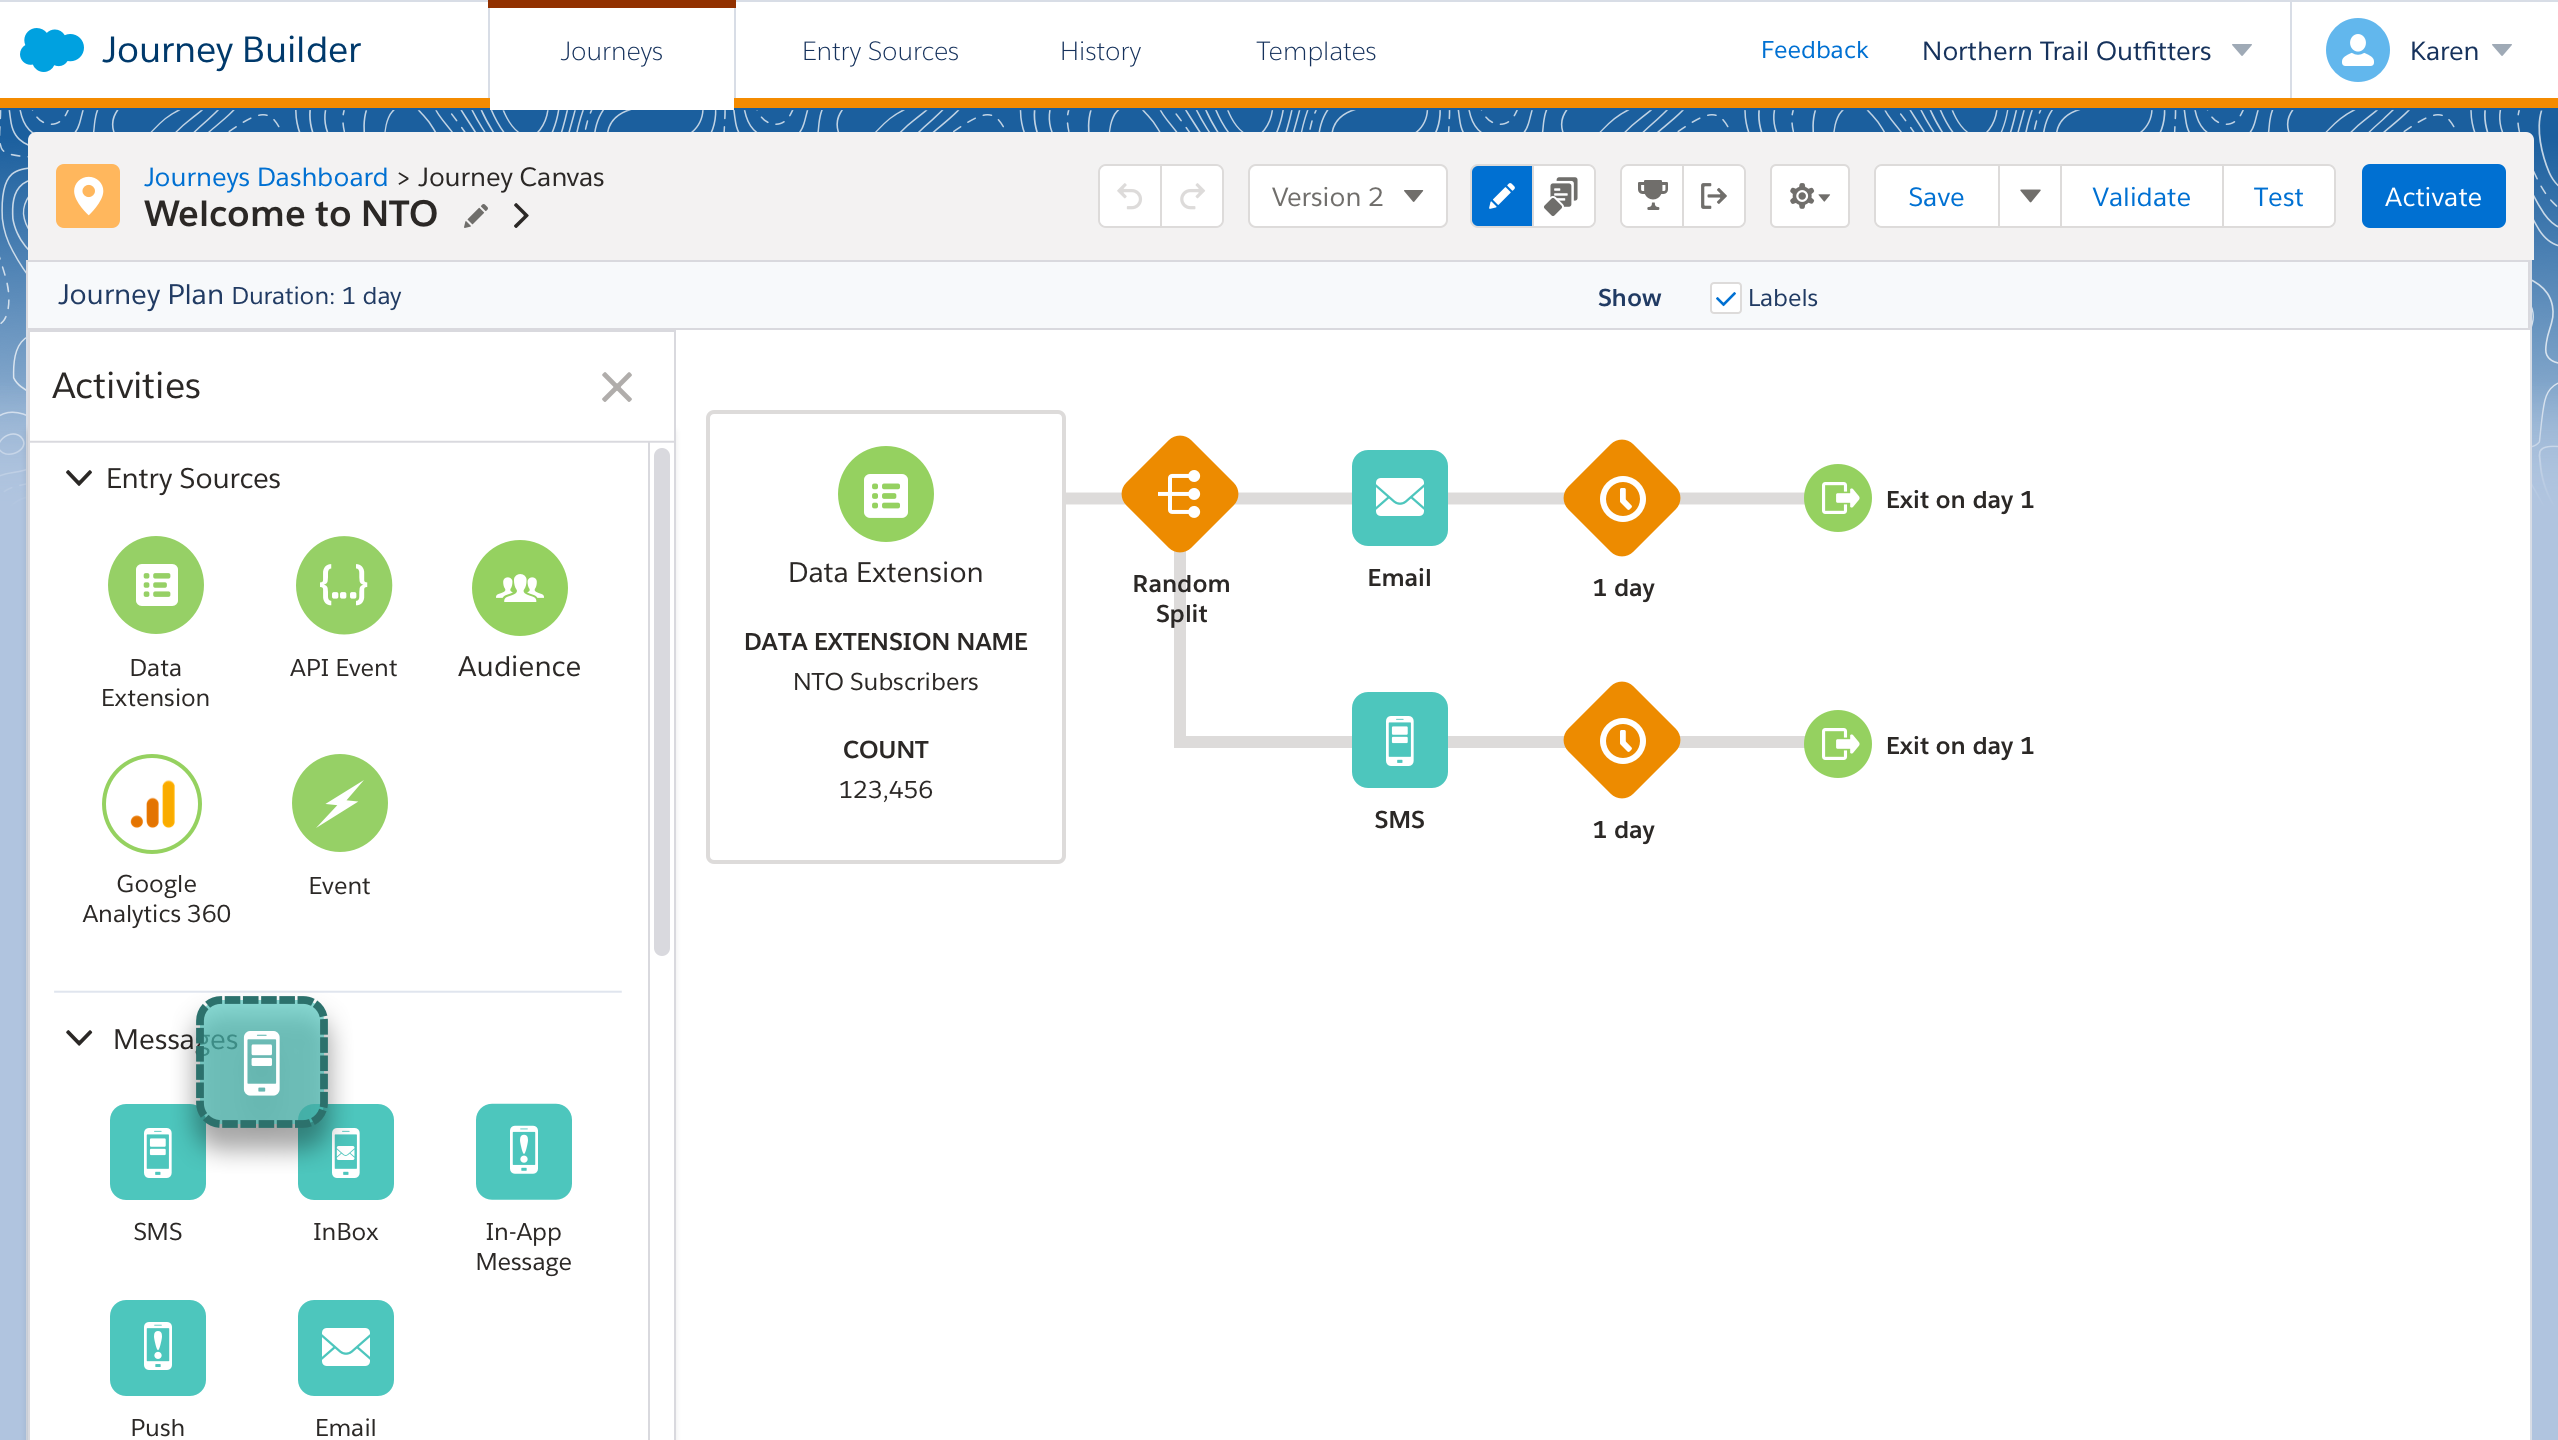 Journey Builder
Journeys
Entry Sources
History
Templates
Feedback
Northern Trail Outfitters
Karen
Journeys Dashboard > Journey Canvas
Welcome to NTO
Version 2
Save
Validate
Test
Activate
Journey Plan Duration: 1 day
Show
Labels
Activities
Entry Sources
Data
Extension
{...}
API Event
Audience
Google
Analytics 360
Event
Messages
SMS
InBox
In-App
Message
Push
Email
Data Extension
DATA EXTENSION NAME
NTO Subscribers
COUNT
123,456
Random
Split
Email
1 day
Exit on day 1
SMS
1 day
Exit on day 1